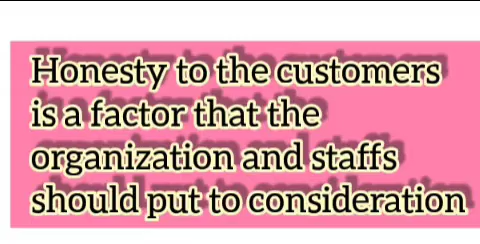 Honesty to the customers
is a factor that the
organization and staffs
should put to consideration